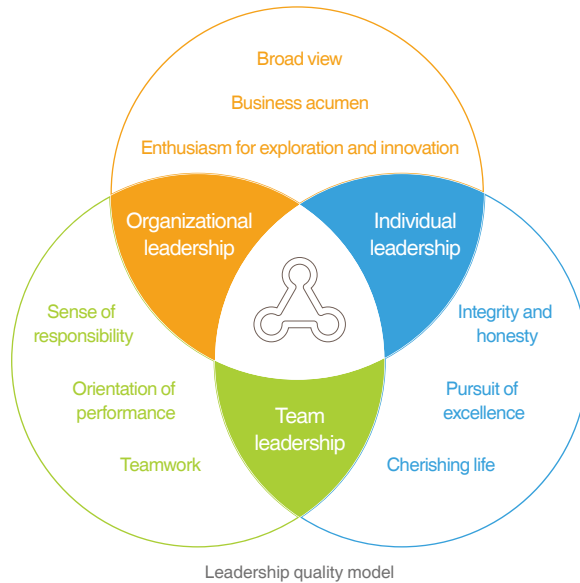 Broad view
Business acumen
Enthusiasm for exploration and innovation
Organizational
leadership
Individual
leadership
Sense of
responsibility
Orientation of
performance
Teamwork
Integrity and
honesty
Pursuit of
excellence
Cherishing life
Team
leadership
Leadership quality model